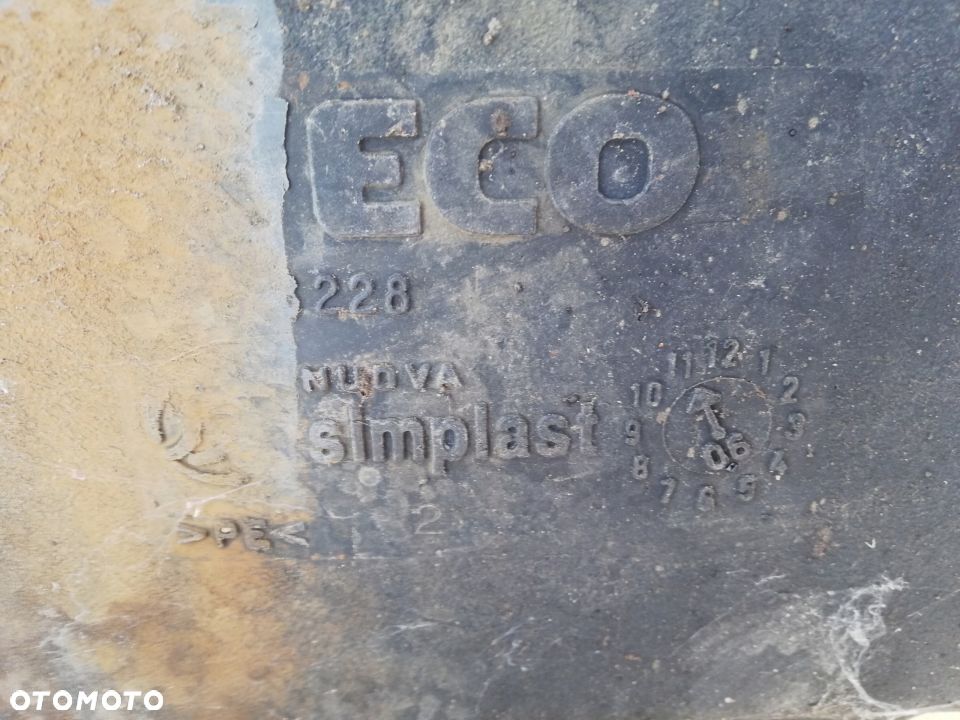 ECO
228
NUOVA
simplast
11 12 1
10 2
9 3
8 4
7 6 5
06
>PE<
2
OTOMOTO